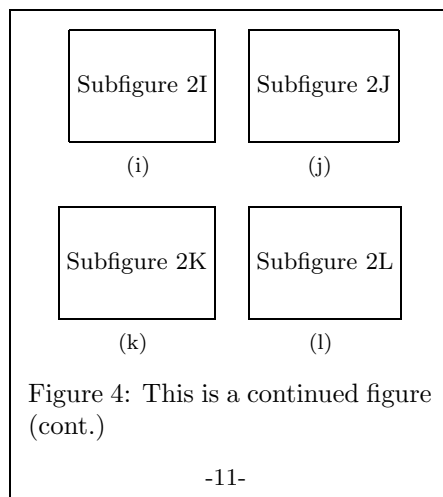 Subfigure 2I Subfigure 2J
(i) (j)
Subfigure 2K Subfigure 2L
(k) (l)
Figure 4: This is a continued figure
(cont.)
-11-